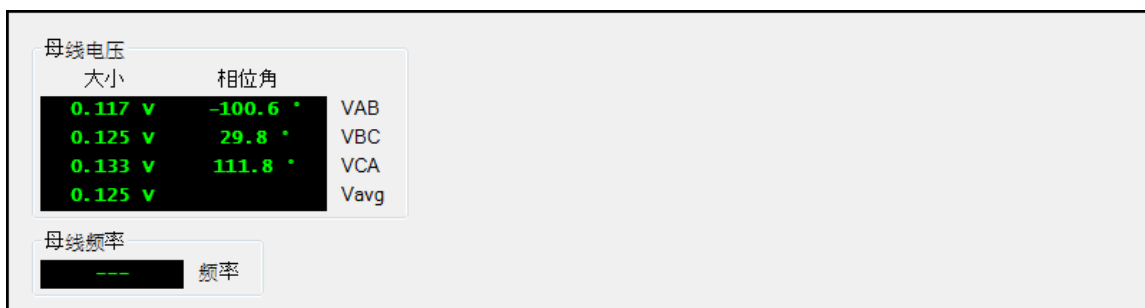 母线电压
大小 相位角
0.117 V -100.6 ° VAB
0.125 V 29.8 ° VBC
0.133 V 111.8 ° VCA
0.125 V Vavg
母线频率
--- 频率